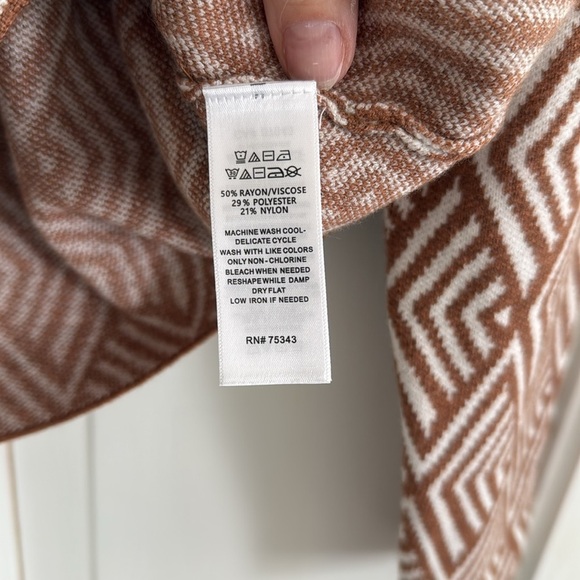 50% RAYON/VISCOSE
29% POLYESTER
21% NYLON
MACHINE WASH COOL-
DELICATE CYCLE
WASH WITH LIKE COLORS
ONLY NON-CHLORINE
BLEACH WHEN NEEDED
RESHAPE WHILE DAMP
DRY FLAT
LOW IRON IF NEEDED
RN# 75343